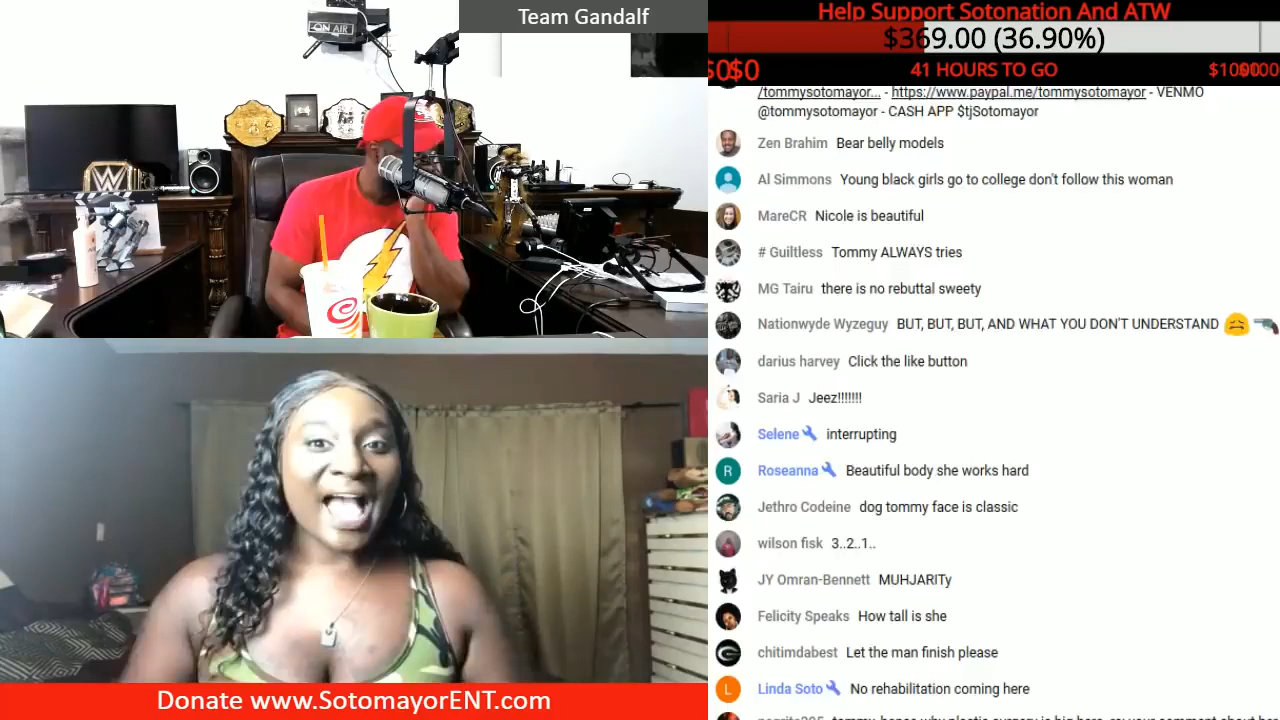 Team Gandalf
ON AIR
W
Help Support Sotonation And ATW
$369.00 (36.90%)
$0
41 HOURS TO GO
/tommysotomayor... - https://www.paypal.me/tommysotomayor - VENMO
@tommysotomayor - CASH APP $tjSotomayor
Zen Brahim Bear belly models
Al Simmons Young black girls go to college don't follow this woman
MareCR Nicole is beautiful
# Guiltless Tommy ALWAYS tries
MG Tairu there is no rebuttal sweety
Nationwyde Wyzeguy BUT, BUT, BUT, AND WHAT YOU DON'T UNDERSTAND
darius harvey Click the like button
Saria J Jeez!!!!!!!
Selene interrupting
R Roseanna Beautiful body she works hard
Jethro Codeine dog tommy face is classic
wilson fisk 3..2..1..
JY Omran-Bennett MUHJARITy
Felicity Speaks How tall is she
chitimdabest Let the man finish please
L Linda Soto No rehabilitation coming here
Donate www.SotomayorENT.com